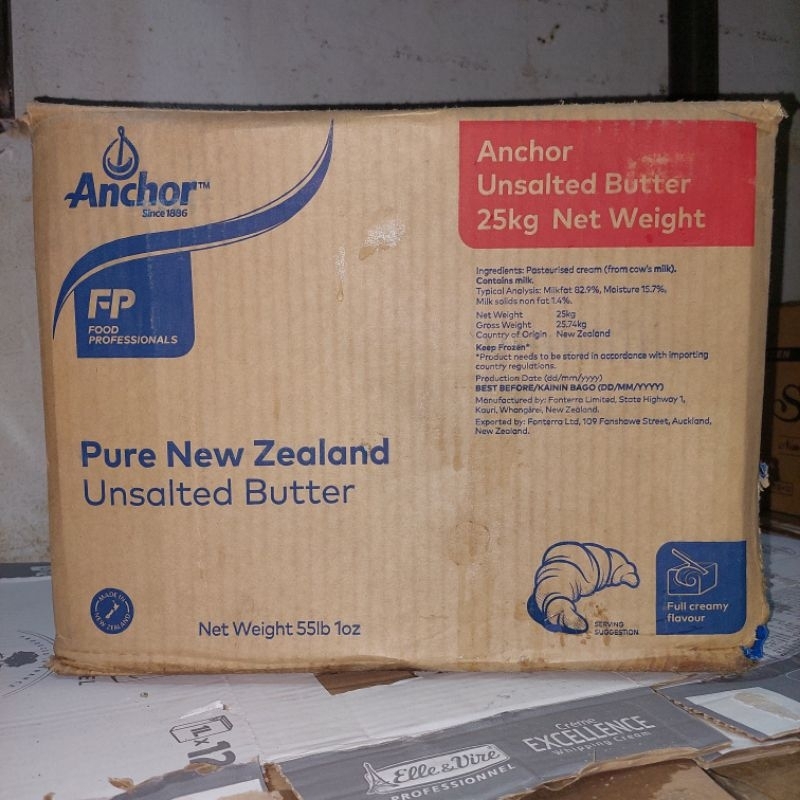 Anchor™
Since 1886
FP
FOOD
PROFESSIONALS
Anchor
Unsalted Butter
25kg Net Weight
Ingredients: Pasteurised cream (from cow's milk).
Contains milk.
Typical Analysis: Milkfat 82.9%, Moisture 15.7%,
Milk solids non fat 1.4%.
Net Weight 25kg
Gross Weight 25.74kg
Country of Origin New Zealand
Keep Frozen*
*Product needs to be stored in accordance with importing
country regulations.
Production Date (dd/mm/yyyy)
BEST BEFORE/KAININ BAGO (DD/MM/YYYY)
Manufactured by: Fonterra Limited, State Highway 1,
Kauri, Whangarei, New Zealand.
Exported by: Fonterra Ltd, 109 Fanshawe Street, Auckland,
New Zealand.
Pure New Zealand
Unsalted Butter
MADE IN
NEW ZEALAND
Net Weight 55lb 1oz
SERVING
SUGGESTION
Full creamy
flavour
1L x 12
Crème
EXCELLENCE
Whipping Cream
Elle & Vire
PROFESSIONNEL